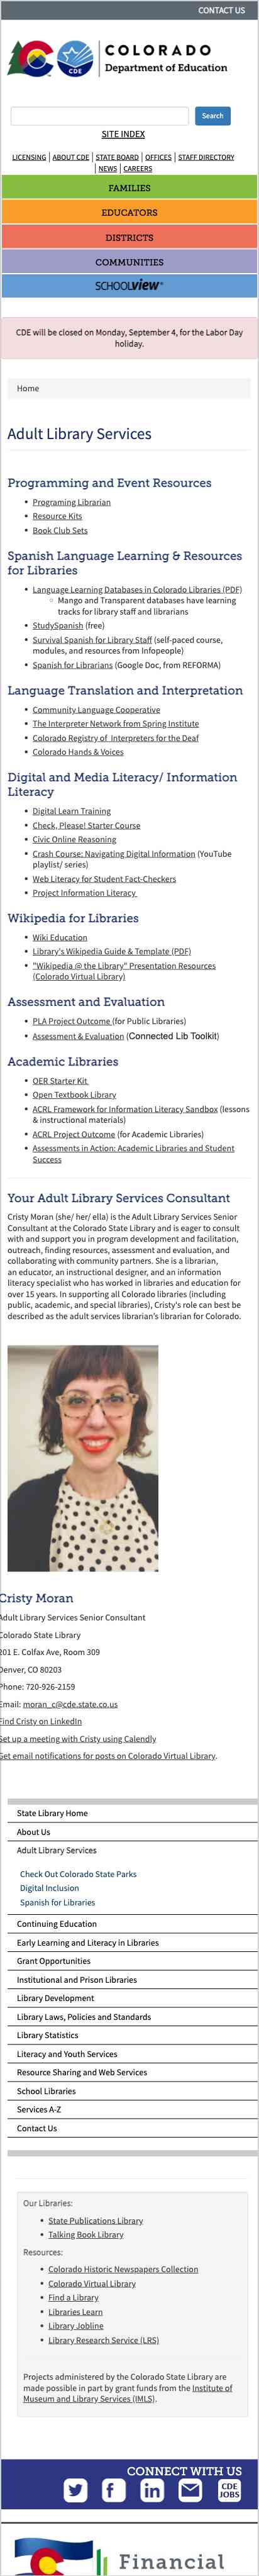 CONTACT US
COLORADO
Department of Education
CDE
Search
SITE INDEX
LICENSING | ABOUT CDE | STATE BOARD | OFFICES | STAFF DIRECTORY
| NEWS | CAREERS
FAMILIES
EDUCATORS
DISTRICTS
COMMUNITIES
SCHOOLVIEW®
CDE will be closed on Monday, September 4, for the Labor Day
holiday.
Home
Adult Library Services
Programming and Event Resources
• Programing Librarian
• Resource Kits
• Book Club Sets
Spanish Language Learning & Resources
for Libraries
• Language Learning Databases in Colorado Libraries (PDF)
◦ Mango and Transparent databases have learning
tracks for library staff and librarians
• StudySpanish (free)
• Survival Spanish for Library Staff (self-paced course,
modules, and resources from Infopeople)
• Spanish for Librarians (Google Doc, from REFORMA)
Language Translation and Interpretation
• Community Language Cooperative
• The Interpreter Network from Spring Institute
• Colorado Registry of Interpreters for the Deaf
• Colorado Hands & Voices
Digital and Media Literacy/ Information
Literacy
• Digital Learn Training
• Check, Please! Starter Course
• Civic Online Reasoning
• Crash Course: Navigating Digital Information (YouTube
playlist/ series)
• Web Literacy for Student Fact-Checkers
• Project Information Literacy
Wikipedia for Libraries
• Wiki Education
• Library's Wikipedia Guide & Template (PDF)
• "Wikipedia @ the Library" Presentation Resources
(Colorado Virtual Library)
Assessment and Evaluation
• PLA Project Outcome (for Public Libraries)
• Assessment & Evaluation (Connected Lib Toolkit)
Academic Libraries
• OER Starter Kit
• Open Textbook Library
• ACRL Framework for Information Literacy Sandbox (lessons
& instructional materials)
• ACRL Project Outcome (for Academic Libraries)
• Assessments in Action: Academic Libraries and Student
Success
Your Adult Library Services Consultant
Cristy Moran (she/ her/ ella) is the Adult Library Services Senior
Consultant at the Colorado State Library and is eager to consult
with and support you in program development and facilitation,
outreach, finding resources, assessment and evaluation, and
collaborating with community partners. She is a librarian,
an educator, an instructional designer, and an information
literacy specialist who has worked in libraries and education for
over 15 years. In supporting all Colorado libraries (including
public, academic, and special libraries), Cristy's role can best be
described as the adult services librarian's librarian for Colorado.
Cristy Moran
Adult Library Services Senior Consultant
Colorado State Library
201 E. Colfax Ave, Room 309
Denver, CO 80203
Phone: 720-926-2159
Email: moran_c@cde.state.co.us
Find Cristy on LinkedIn
Set up a meeting with Cristy using Calendly
Get email notifications for posts on Colorado Virtual Library.
State Library Home
About Us
Adult Library Services
Check Out Colorado State Parks
Digital Inclusion
Spanish for Libraries
Continuing Education
Early Learning and Literacy in Libraries
Grant Opportunities
Institutional and Prison Libraries
Library Development
Library Laws, Policies and Standards
Library Statistics
Literacy and Youth Services
Resource Sharing and Web Services
School Libraries
Services A-Z
Contact Us
Our Libraries:
• State Publications Library
• Talking Book Library
Resources:
• Colorado Historic Newspapers Collection
• Colorado Virtual Library
• Find a Library
• Libraries Learn
• Library Jobline
• Library Research Service (LRS)
Projects administered by the Colorado State Library are
made possible in part by grant funds from the Institute of
Museum and Library Services (IMLS).
CONNECT WITH US
CDE
JOBS
Financial